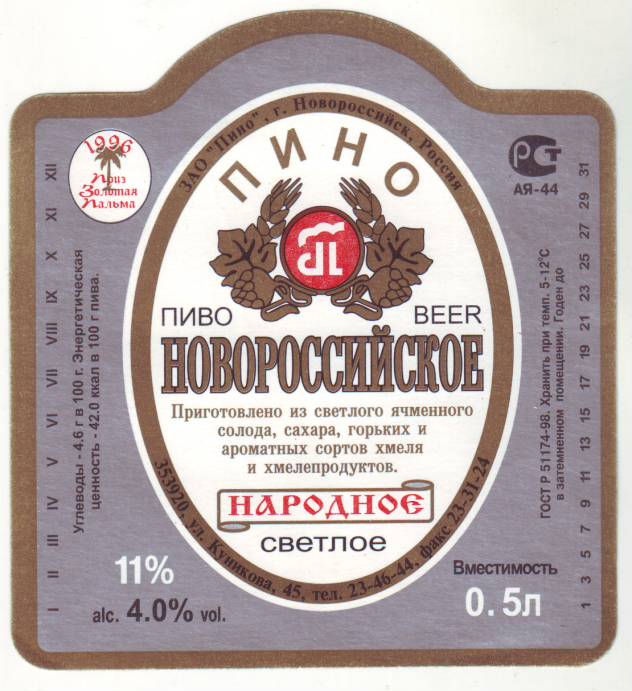 ЗАО "Пино", г. Новороссийск, Россия
ПИНО
1996
Приз
Золотая
Пальма
РСТ
АЯ-44
ПИВО BEER
НОВОРОССИЙСКОЕ
Приготовлено из светлого ячменного
солода, сахара, горьких и
ароматных сортов хмеля
и хмелепродуктов.
НАРОДНОЕ
светлое
353920, ул. Куникова, 45, тел. 23-46-44, факс 23-31-24
11%
alc. 4.0% vol.
Вместимость
0.5л
Углеводы - 4.6 г в 100 г. Энергетическая
ценность - 42.0 ккал в 100 г пива.
ГОСТ Р 51174-98. Хранить при темп. 5-12°С
в затемненном помещении. Годен до
I II III IV V VI VII VIII IX X XI XII
1 3 5 7 9 11 13 15 17 19 21 23 25 27 29 31